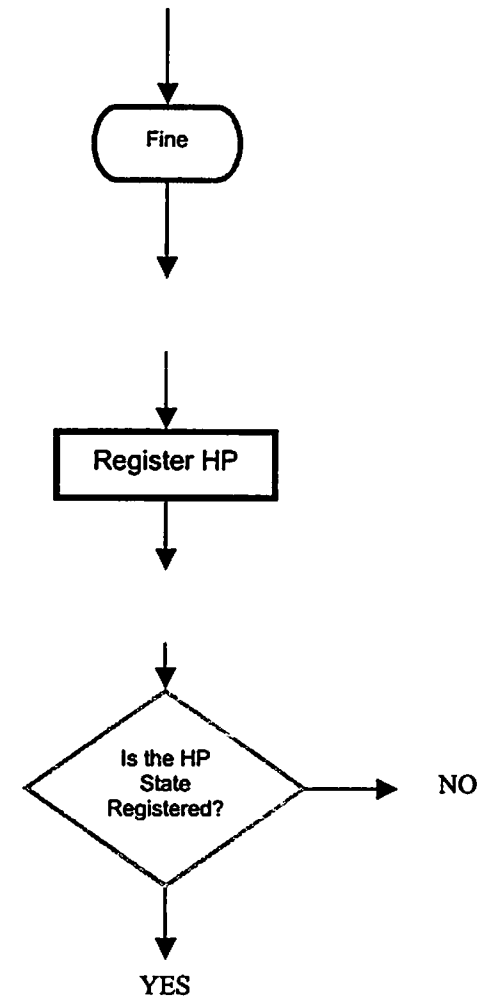 Fine
Register HP
Is the HP
State
Registered?
NO
YES